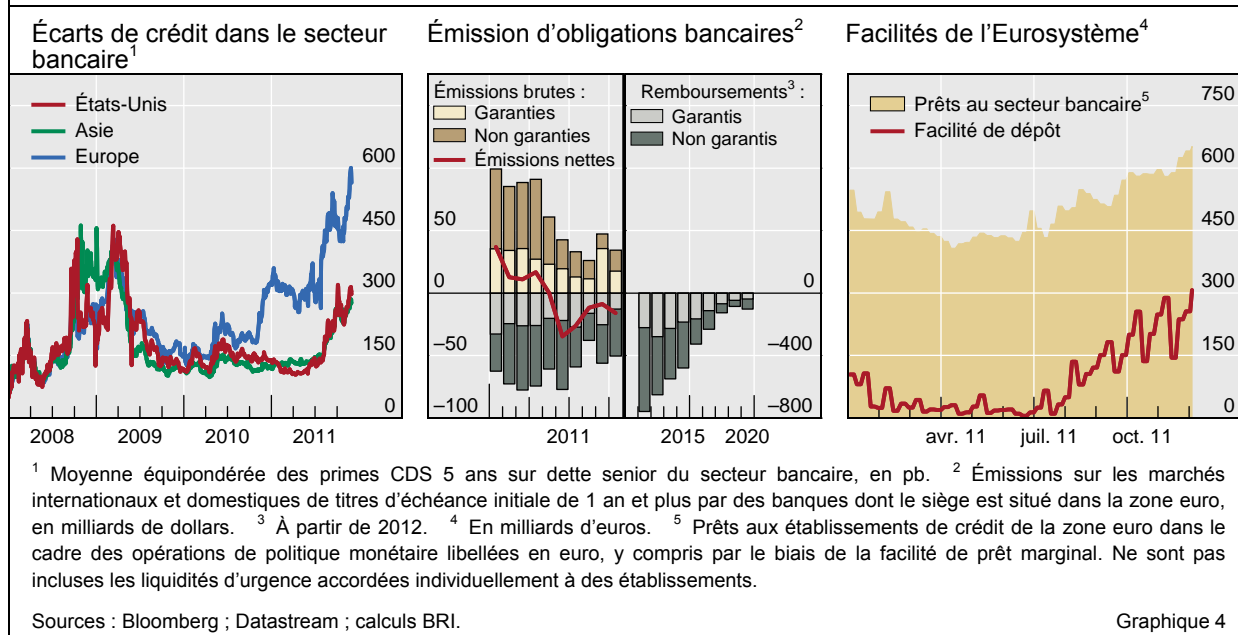 Écarts de crédit dans le secteur
bancaire1
États-Unis
Asie
Europe
600
450
300
150
0
2008 2009 2010 2011
Émission d'obligations bancaires2
Émissions brutes :
Garanties
Non garanties
Émissions nettes
50
0
–50
–100
2011
Remboursements3 :
Garantis
Non garantis
0
–400
–800
2015 2020
Facilités de l'Eurosystème4
Prêts au secteur bancaire5
Facilité de dépôt
750
600
450
300
150
0
avr. 11 juil. 11 oct. 11
1 Moyenne équipondérée des primes CDS 5 ans sur dette senior du secteur bancaire, en pb. 2 Émissions sur les marchés
internationaux et domestiques de titres d'échéance initiale de 1 an et plus par des banques dont le siège est situé dans la zone euro,
en milliards de dollars. 3 À partir de 2012. 4 En milliards d'euros. 5 Prêts aux établissements de crédit de la zone euro dans le
cadre des opérations de politique monétaire libellées en euro, y compris par le biais de la facilité de prêt marginal. Ne sont pas
incluses les liquidités d'urgence accordées individuellement à des établissements.
Sources : Bloomberg ; Datastream ; calculs BRI. Graphique 4